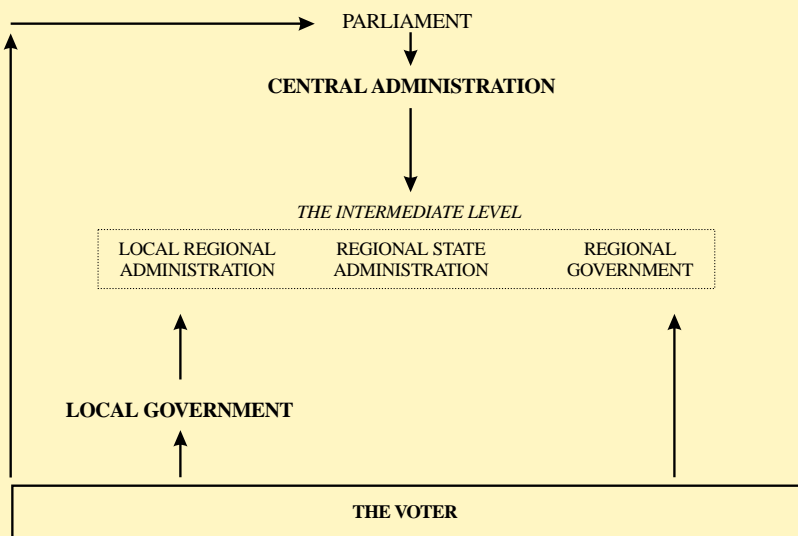 PARLIAMENT
CENTRAL ADMINISTRATION
THE INTERMEDIATE LEVEL
LOCAL REGIONAL
ADMINISTRATION
REGIONAL STATE
ADMINISTRATION
REGIONAL
GOVERNMENT
LOCAL GOVERNMENT
THE VOTER